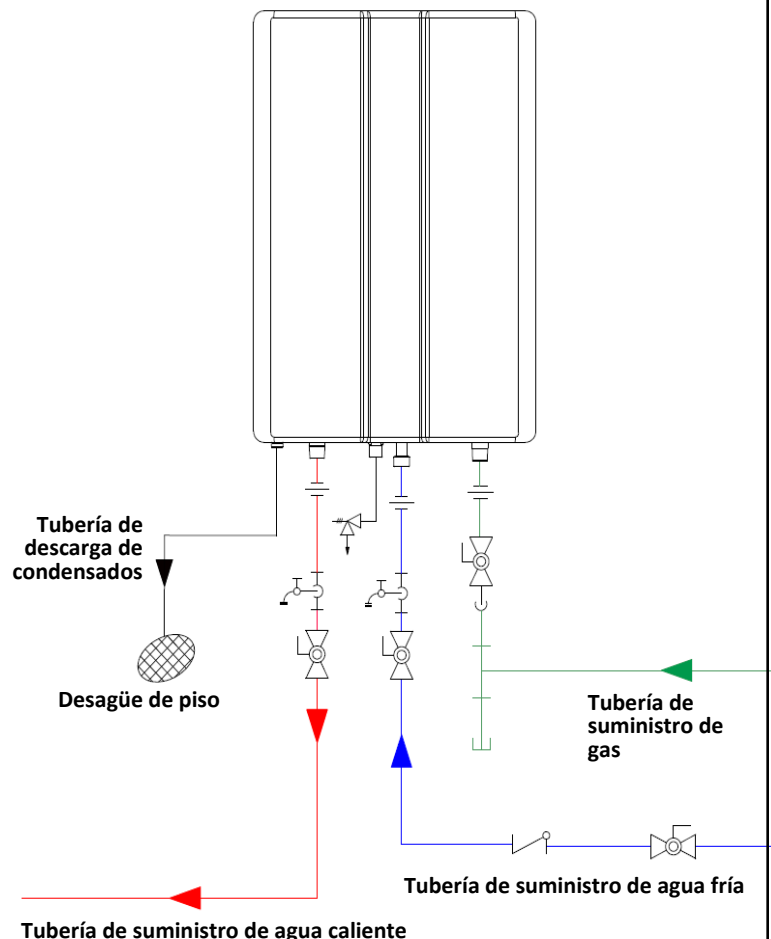 Tubería de
descarga de
condensados
Desagüe de piso
Tubería de
suministro de
gas
Tubería de suministro de agua fría
Tubería de suministro de agua caliente